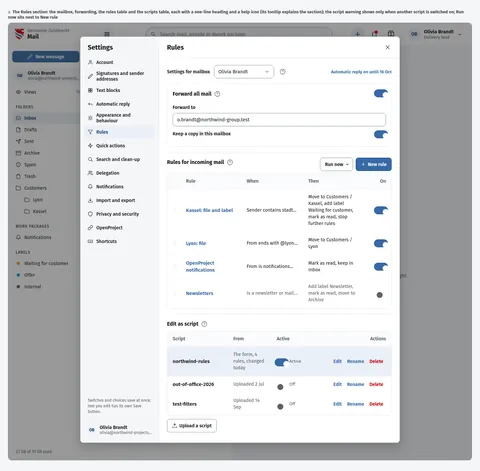 2 The Rules section: the mailbox, forwarding, the rules table and the scripts table, each with a one-line heading and a help icon (its tooltip explains the section); the script warning shows only when another script is switched on; Run now sits next to New rule
Mail
New message
Olivia Brandt
Views
FOLDERS
Inbox
Drafts
Sent
Archive
Spam
Trash
Customers
Lyon
Kassel
WORK PACKAGES
Notifications
LABELS
Waiting for customer
Offer
Internal
Olivia Brandt
Settings
Account
Signatures and sender
addresses
Text blocks
Automatic reply
Appearance and
behaviour
Rules
Quick actions
Search and clean-up
Delegation
Notifications
Import and export
Privacy and security
OpenProject
Shortcuts
Switches and choices save at once;
text you edit has its own Save
button.
OB
Olivia Brandt
olivia@northwind-projects...
Rules
Settings for mailbox
Olivia Brandt
Automatic reply on until 16 Oct
Forward all mail
Forward to
o.brandt@northwind-group.test
Keep a copy in this mailbox
Rules for incoming mail
Run now
+ New rule
Rule When Then On
Kassel: file and label
Sender contains stadt...
Move to Customers /
Kassel, add label
Waiting for customer,
mark as read, stop
further rules
Lyon: file
From ends with @lyon...
Move to Customers /
Lyon
OpenProject
notifications
From is notifications...
Mark as read, keep in
Inbox
Newsletters
Is a newsletter or mail...
Add label Newsletter,
mark as read, move to
Archive
Edit as script
Script From Active Actions
northwind-rules
The form, 4
rules, changed
today
Active
Edit Rename Delete
out-of-office-2026
Uploaded 2 Jul
Off
Edit Rename Delete
test-filters
Uploaded 14
Sep
Off
Edit Rename Delete
Upload a script